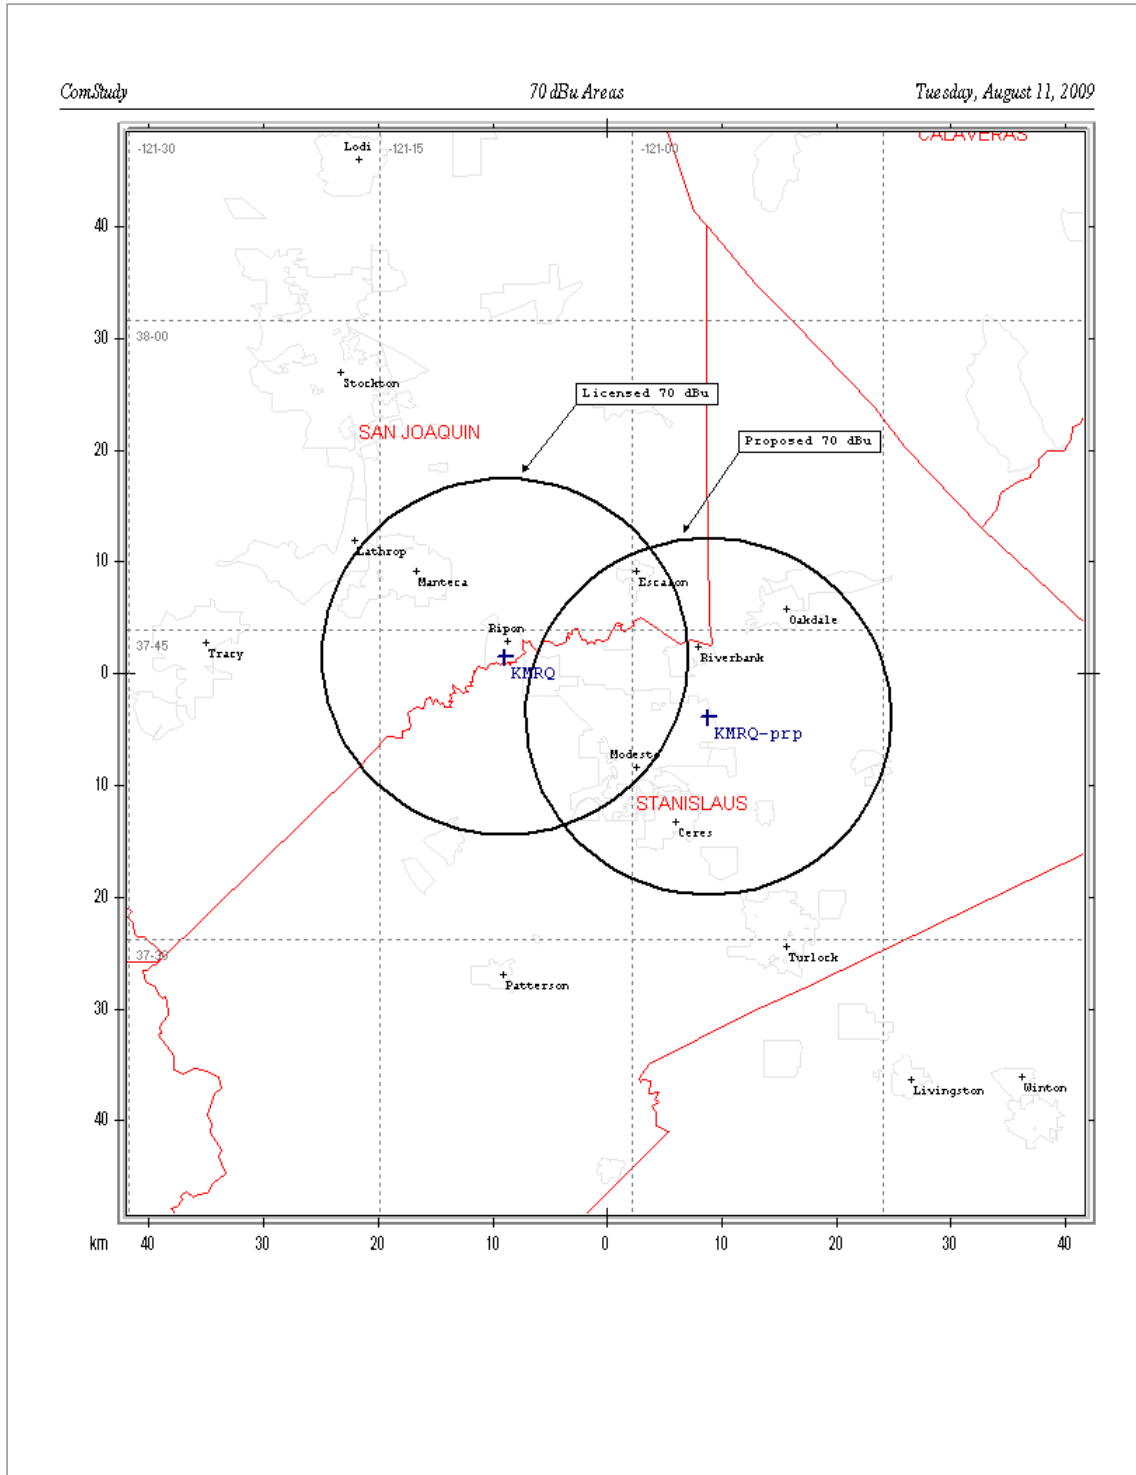 ComStudy 70 dBu Areas Tuesday, August 11, 2009
CALAVERAS
-121-30 Lodi -121-15 -121-00
40
38-00
30
Stockton
Licensed 70 dBu
SAN JOAQUIN
Proposed 70 dBu
20
Lathrop
10
Manteca Escalon
Oakdale
Ripon
37-45
Tracy Riverbank
0
KMRQ
KMRQ-prp
Modesto
10
STANISLAUS
Ceres
20
37-30
Turlock
Patterson
30
Livingston Winton
40
km 40 30 20 10 0 10 20 30 40